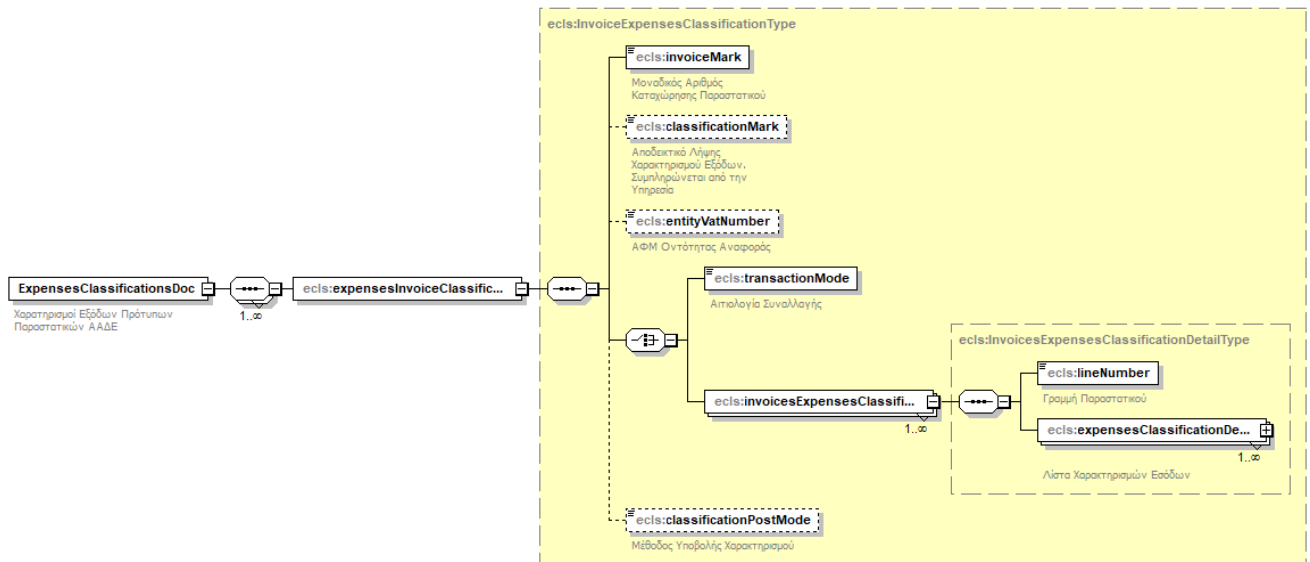 ecls:InvoiceExpensesClassificationType
ecls:invoiceMark
Μοναδικός Αριθμός
Καταχώρησης Παραστατικού
ecls:classificationMark
Αποδεικτικό Λήψης
Χαρακτηρισμού Εξόδων.
Συμπληρώνεται από την
Υπηρεσία
ecls:entityVatNumber
ΑΦΜ Οντότητας Αναφοράς
ExpensesClassificationsDoc
Χαρατηρισμοί Εξόδων Πρότυπων
Παραστατικών ΑΑΔΕ
1..∞
ecls:expensesInvoiceClassific...
ecls:transactionMode
Αιτιολογία Συναλλαγής
ecls:invoicesExpensesClassifi...
1..∞
ecls:InvoicesExpensesClassificationDetailType
ecls:lineNumber
Γραμμή Παραστατικού
ecls:expensesClassificationDe...
1..∞
Λίστα Χαρακτηρισμών Εσόδων
ecls:classificationPostMode
Μέθοδος Υποβολής Χαρακτηρισμού